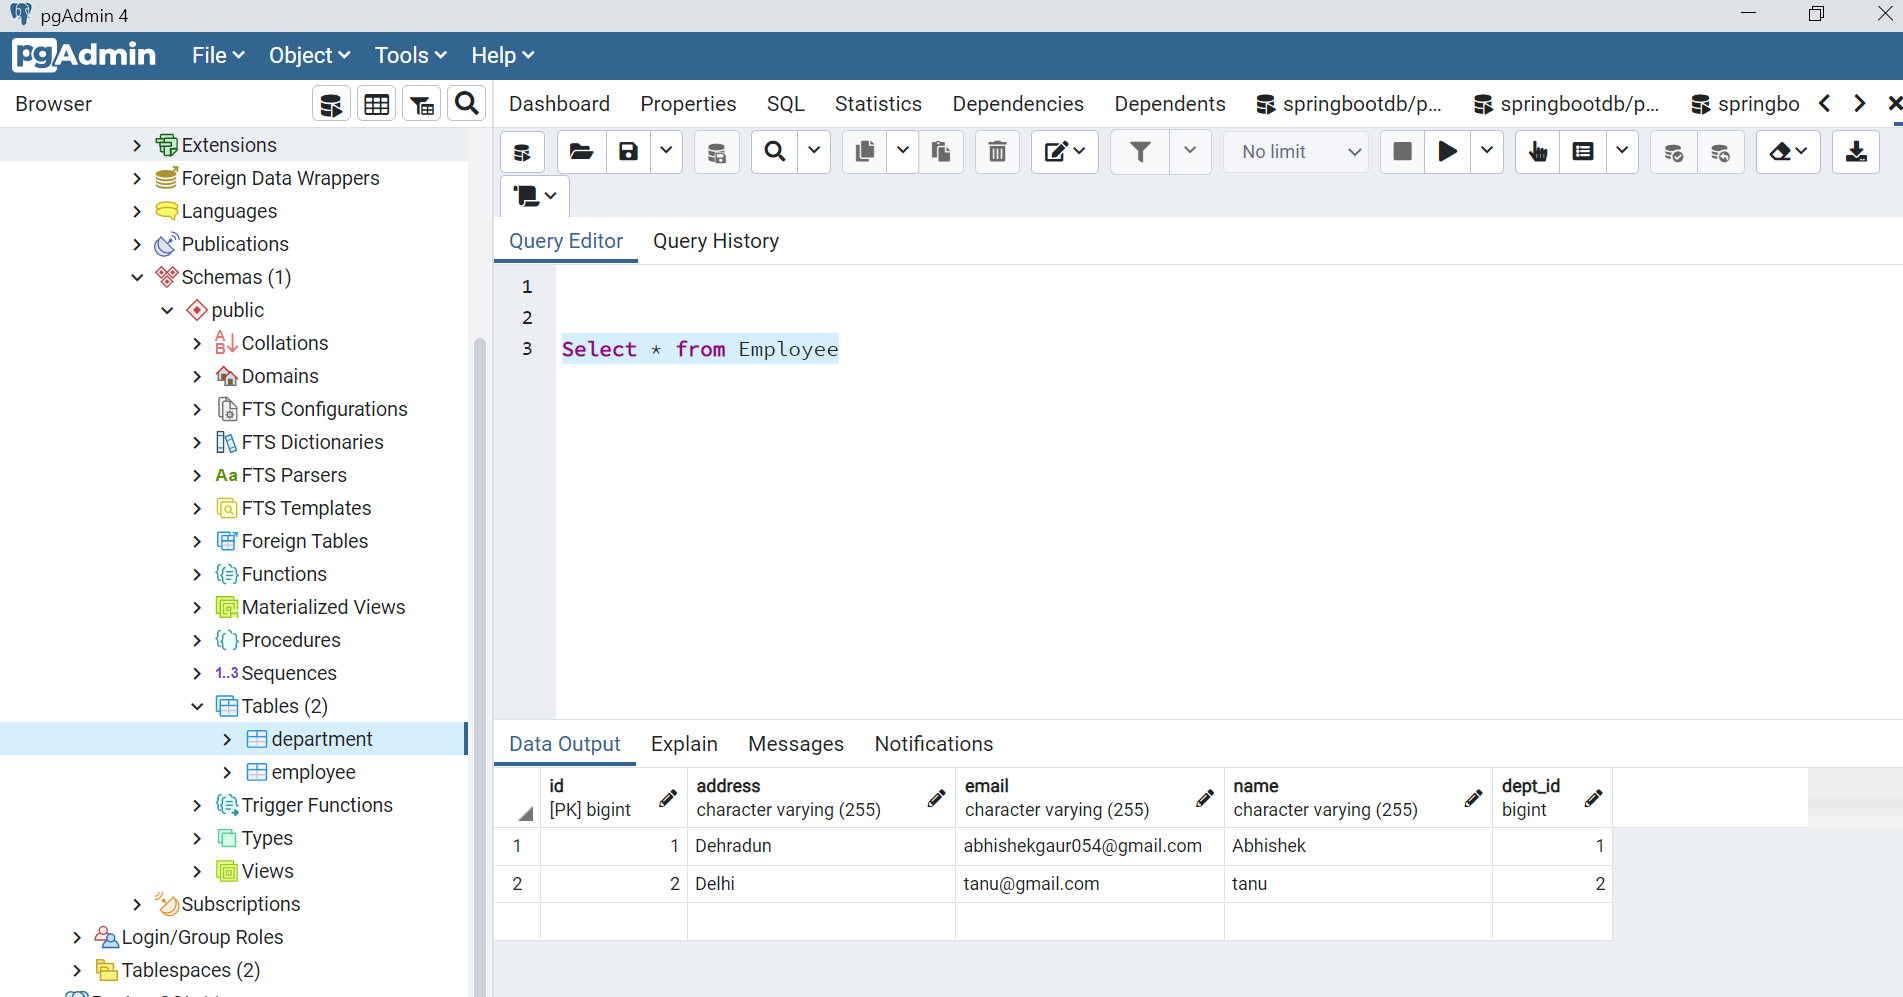 pgAdmin 4
pgAdmin File Object Tools Help
Browser
Dashboard Properties SQL Statistics Dependencies Dependents springbootdb/p... springbootdb/p... springbo
Extensions
Foreign Data Wrappers
Languages
Publications
Schemas (1)
public
Collations
Domains
FTS Configurations
FTS Dictionaries
Aa FTS Parsers
FTS Templates
Foreign Tables
Functions
Materialized Views
Procedures
1..3 Sequences
Tables (2)
department
employee
Trigger Functions
Types
Views
Subscriptions
Login/Group Roles
Tablespaces (2)
No limit
Query Editor Query History
1
2
3 Select * from Employee
Data Output Explain Messages Notifications
id address email name dept_id
[PK] bigint character varying (255) character varying (255) character varying (255) bigint
1 1 Dehradun abhishekgaur054@gmail.com Abhishek 1
2 2 Delhi tanu@gmail.com tanu 2